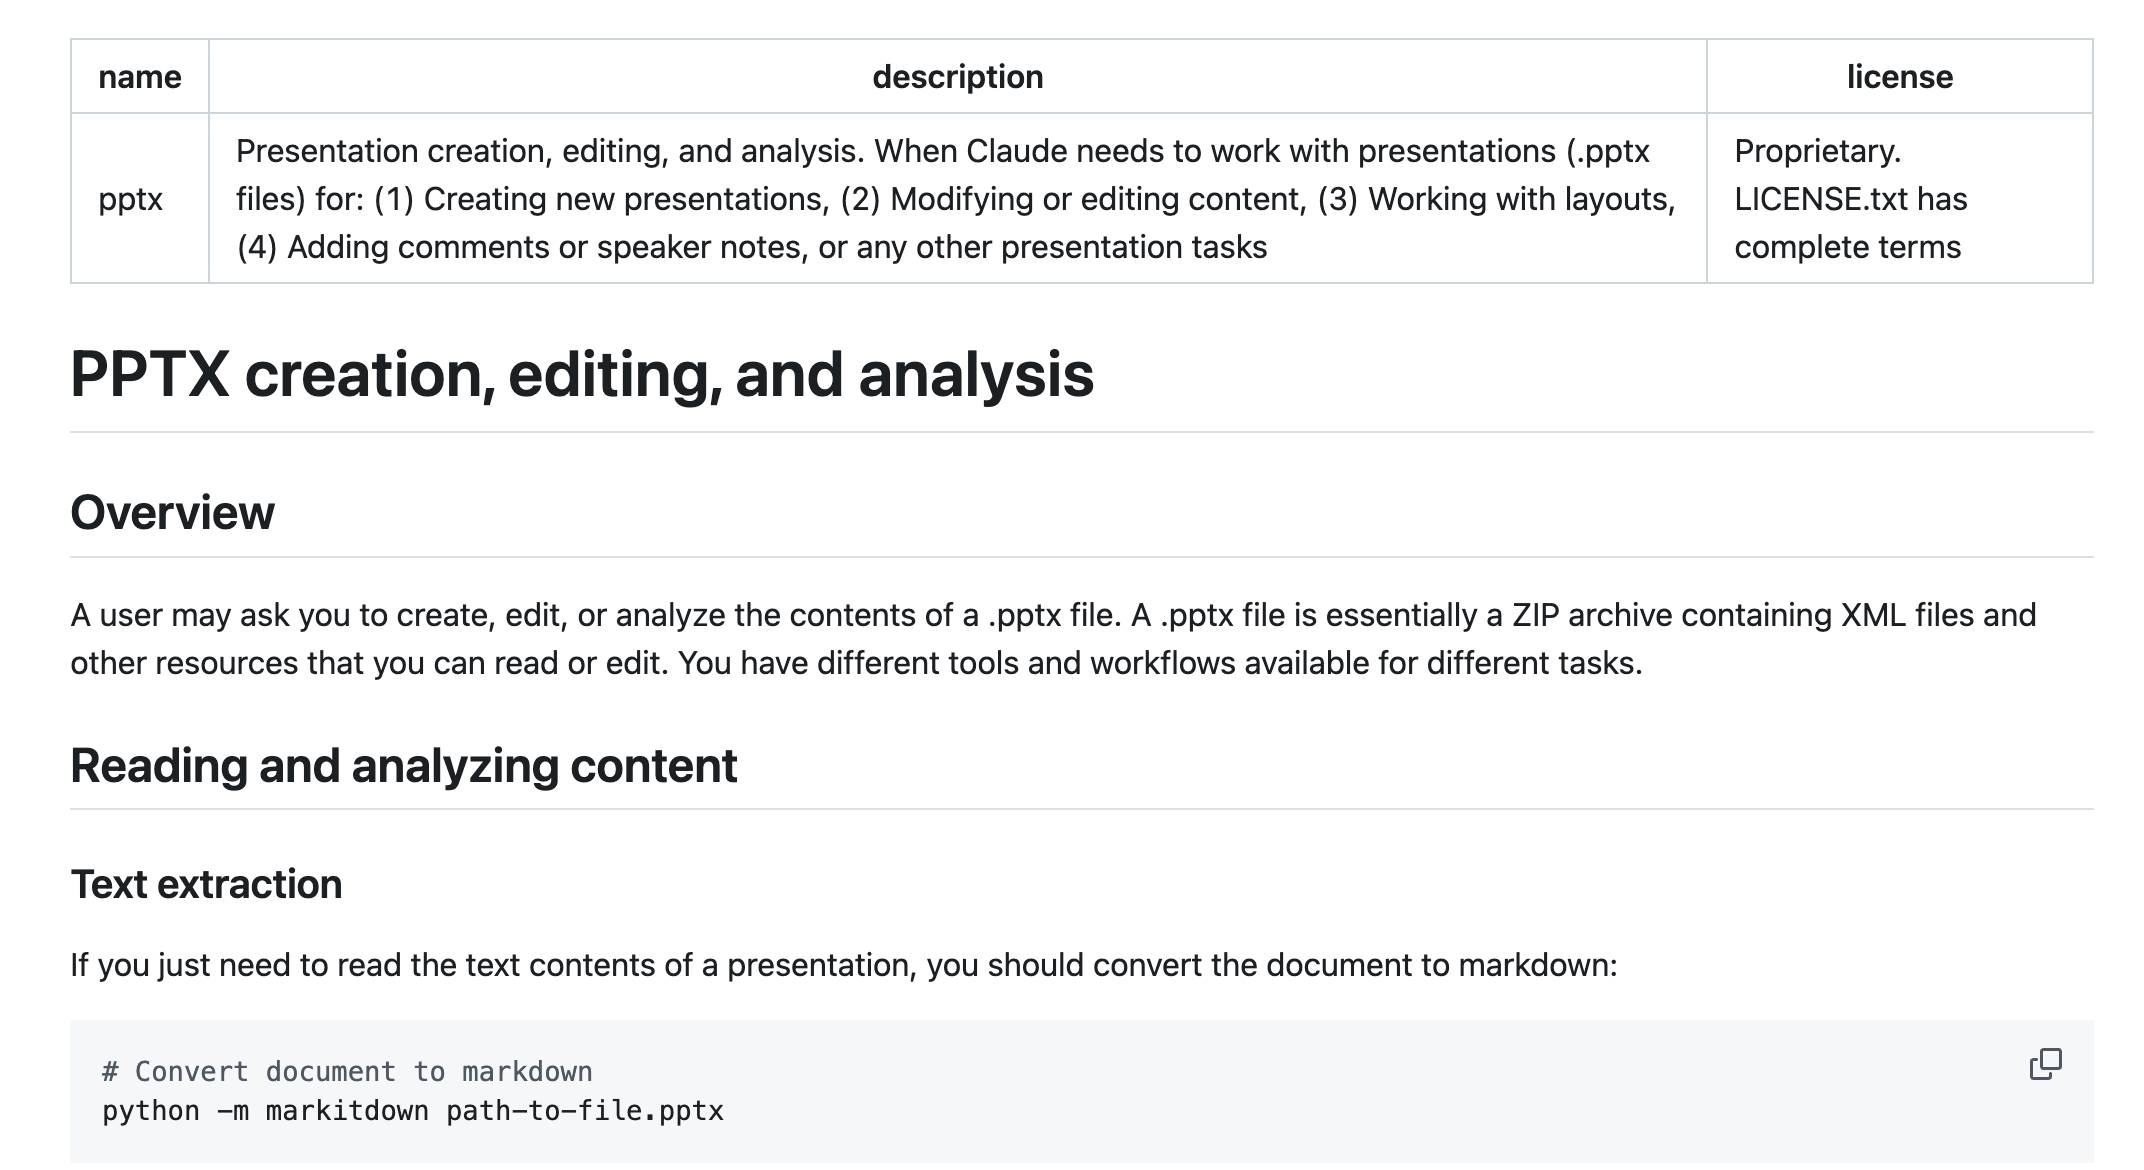 name description license
pptx
Presentation creation, editing, and analysis. When Claude needs to work with presentations (.pptx
files) for: (1) Creating new presentations, (2) Modifying or editing content, (3) Working with layouts,
(4) Adding comments or speaker notes, or any other presentation tasks
Proprietary.
LICENSE.txt has
complete terms
PPTX creation, editing, and analysis
Overview
A user may ask you to create, edit, or analyze the contents of a .pptx file. A .pptx file is essentially a ZIP archive containing XML files and
other resources that you can read or edit. You have different tools and workflows available for different tasks.
Reading and analyzing content
Text extraction
If you just need to read the text contents of a presentation, you should convert the document to markdown:
# Convert document to markdown
python -m markitdown path-to-file.pptx